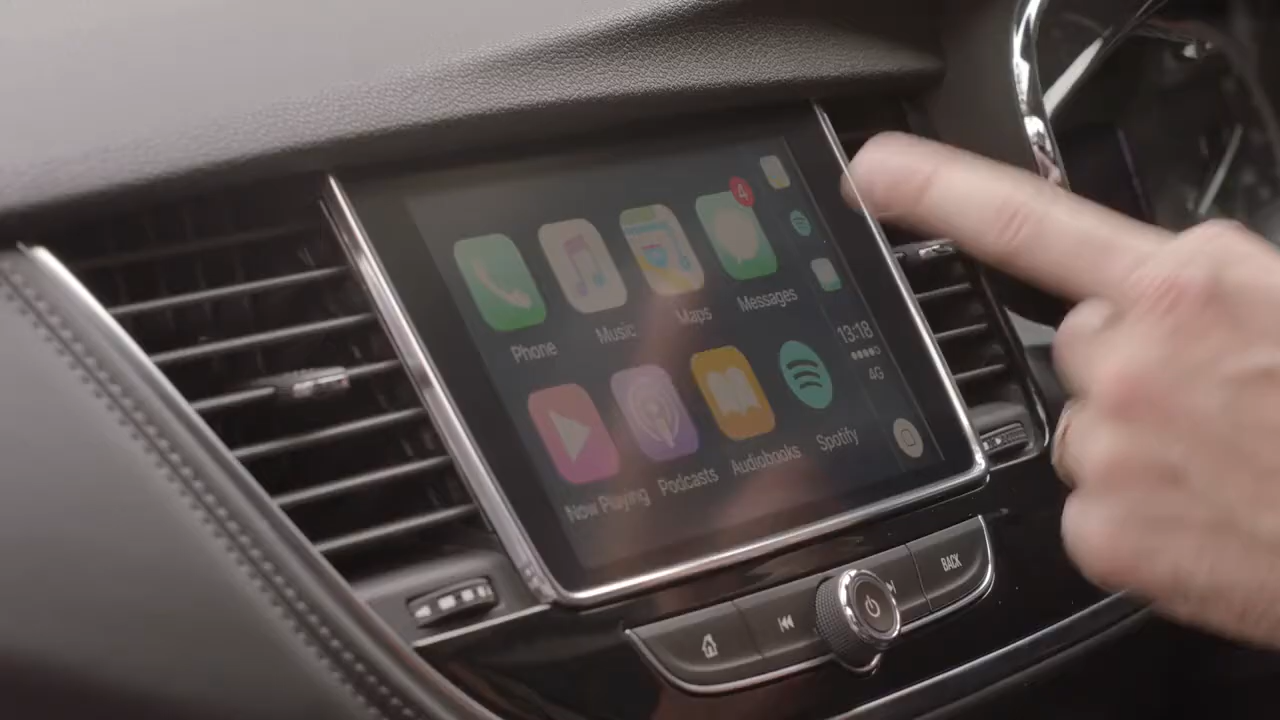 4
Phone
Music
Maps
Messages
13:18
4G
Now Playing
Podcasts
Audiobooks
Spotify
BACK